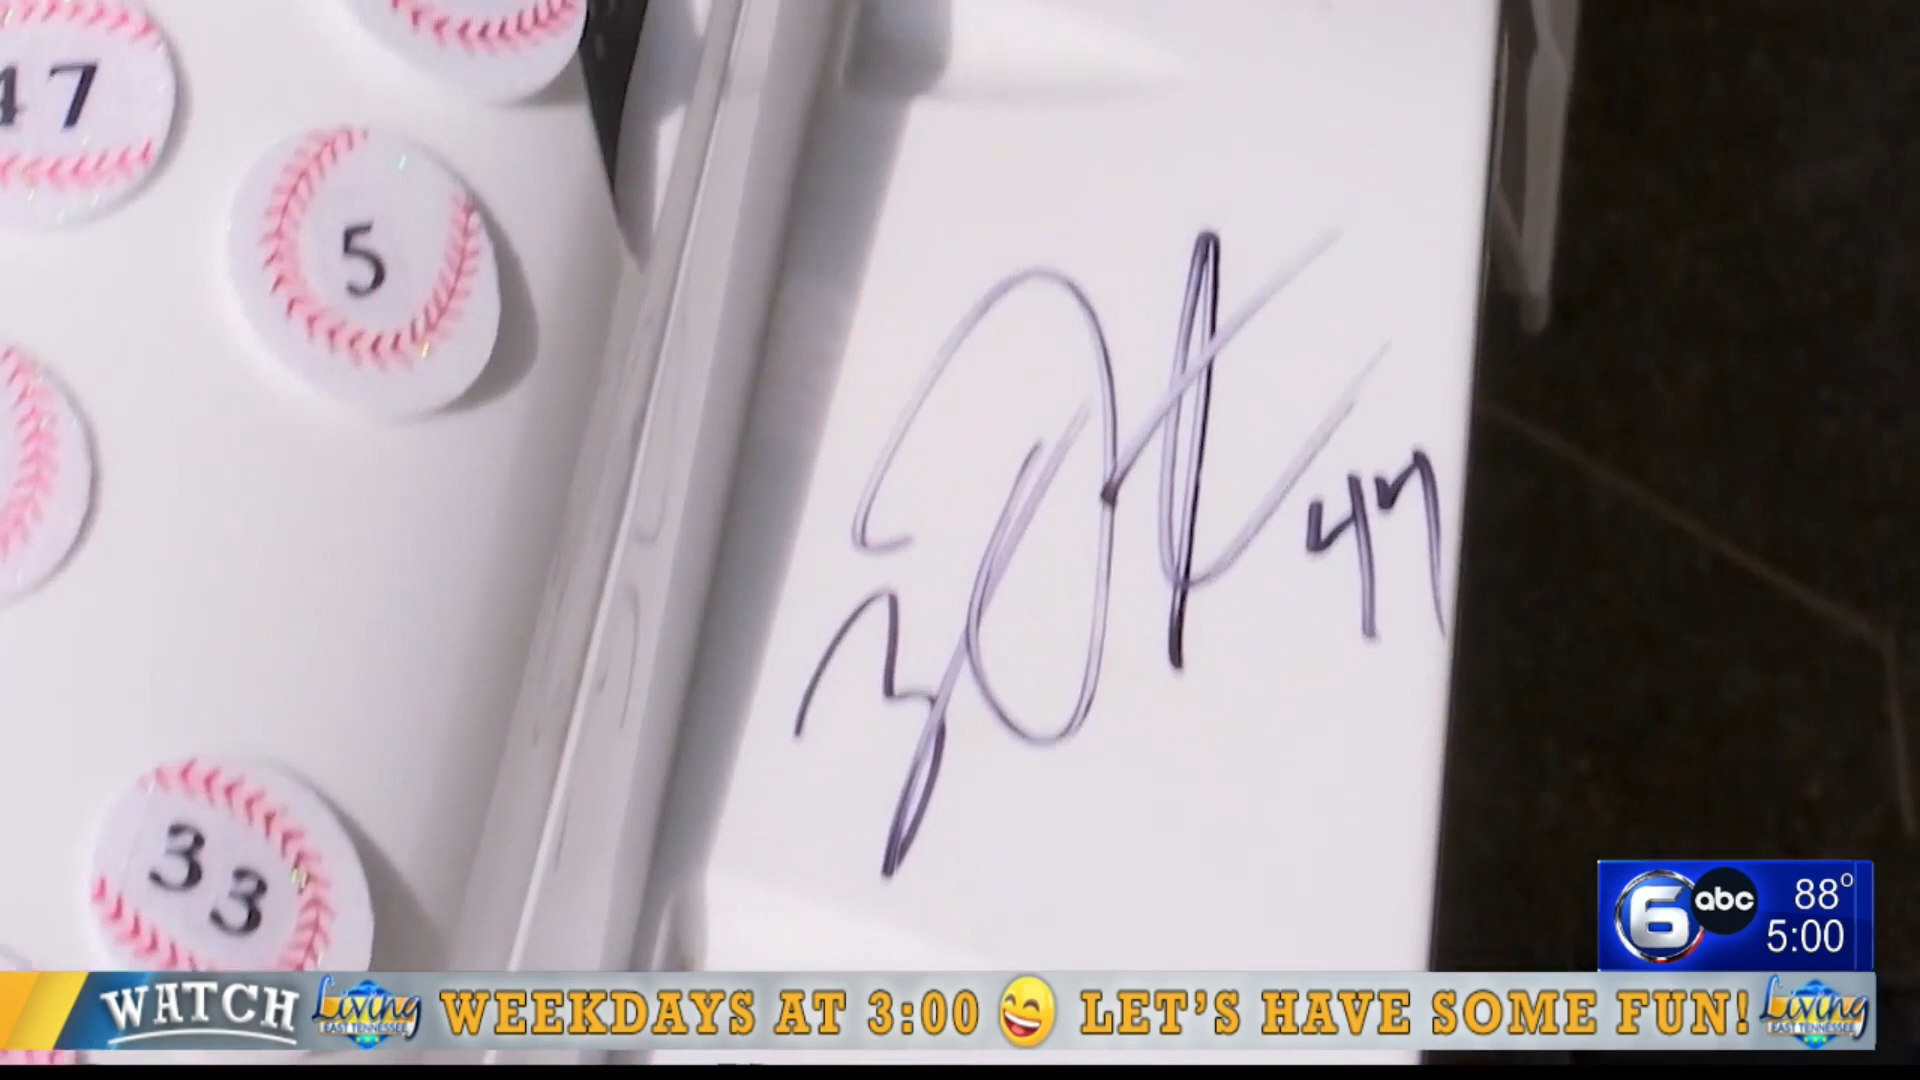 47
5
33
47
6 abc 88°
5:00
WATCH Living EAST TENNESSEE WEEKDAYS AT 3:00 😄 LET'S HAVE SOME FUN! Living EAST TENNESSEE